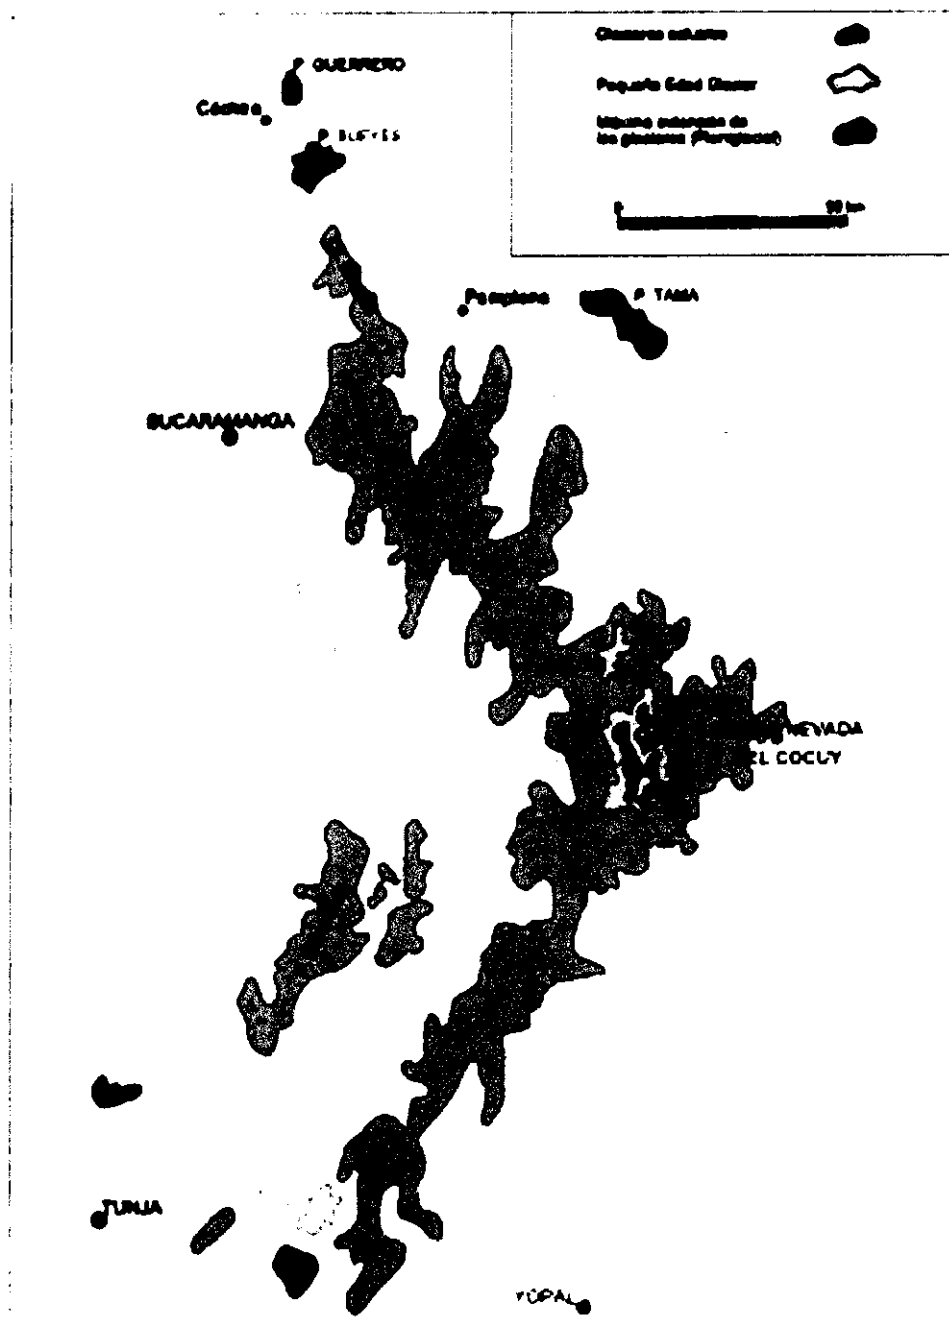 Glaciares actuales
P. GUERRERO
Pequeña Edad Glaciar
Cáchira
Máxima extensión de
los glaciares (Pleniglacial)
P. BUEYES
0
50 km
Pamplona
P. TAMA
BUCARAMANGA
NEVADA
EL COCUY
TUNJA
YOPAL